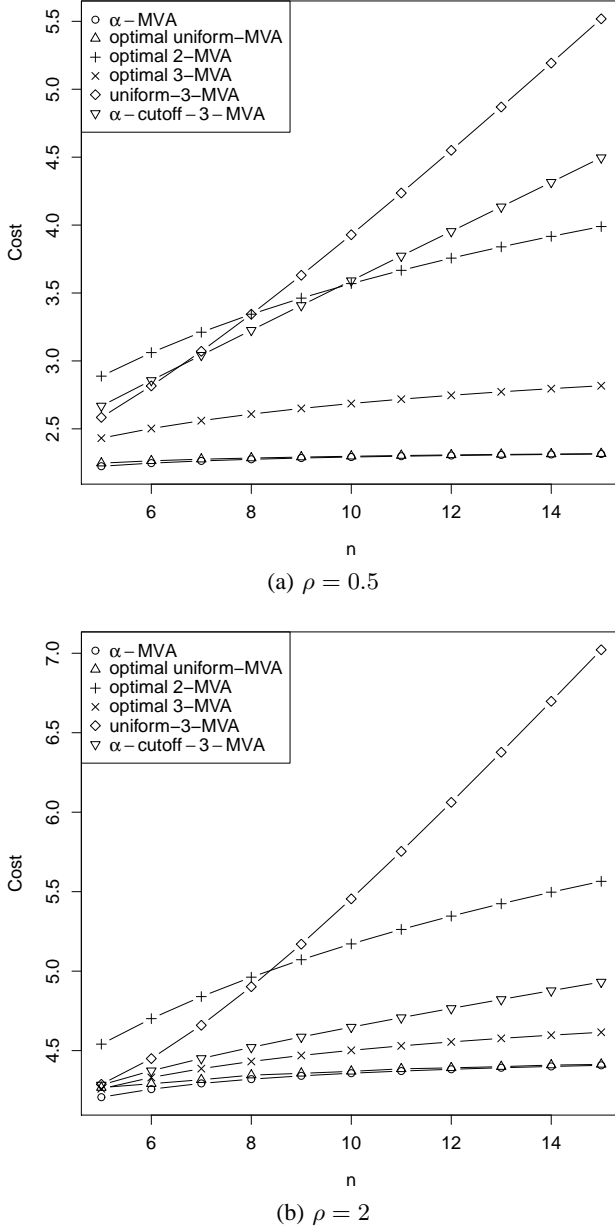 5.5
5.0
4.5
4.0
3.5
3.0
2.5
Cost
α−MVA
optimal uniform−MVA
optimal 2−MVA
optimal 3−MVA
uniform−3−MVA
α−cutoff−3−MVA
6 8 10 12 14
n
(a) ρ = 0.5
7.0
6.5
6.0
5.5
5.0
4.5
Cost
α−MVA
optimal uniform−MVA
optimal 2−MVA
optimal 3−MVA
uniform−3−MVA
α−cutoff−3−MVA
6 8 10 12 14
n
(b) ρ = 2